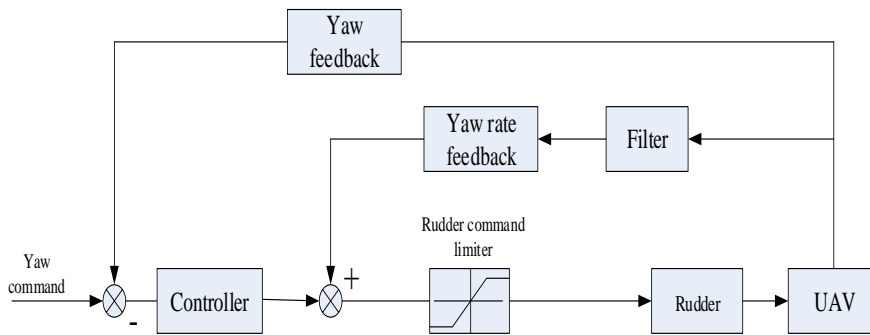 Yaw
feedback
Yaw rate
feedback
Filter
Rudder command
limiter
Yaw
command
-
Controller
+
Rudder
UAV